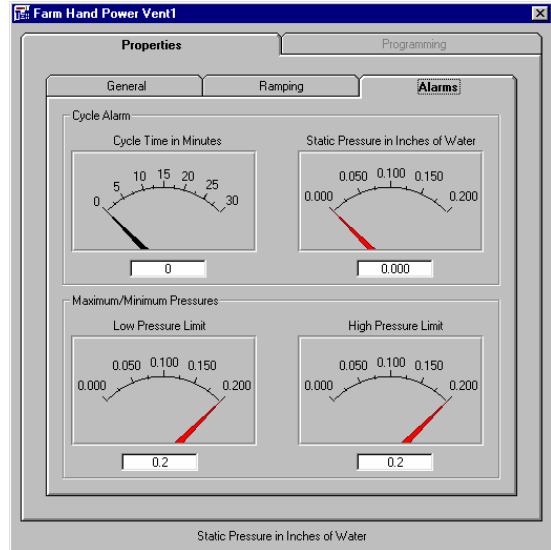 Farm Hand Power Vent1
Properties Programming
General Ramping Alarms
Cycle Alarm
Cycle Time in Minutes Static Pressure in Inches of Water
0 5 10 15 20 25 30 0.000 0.050 0.100 0.150 0.200
0 0.000
Maximum/Minimum Pressures
Low Pressure Limit High Pressure Limit
0.000 0.050 0.100 0.150 0.200 0.000 0.050 0.100 0.150 0.200
0.2 0.2
Static Pressure in Inches of Water